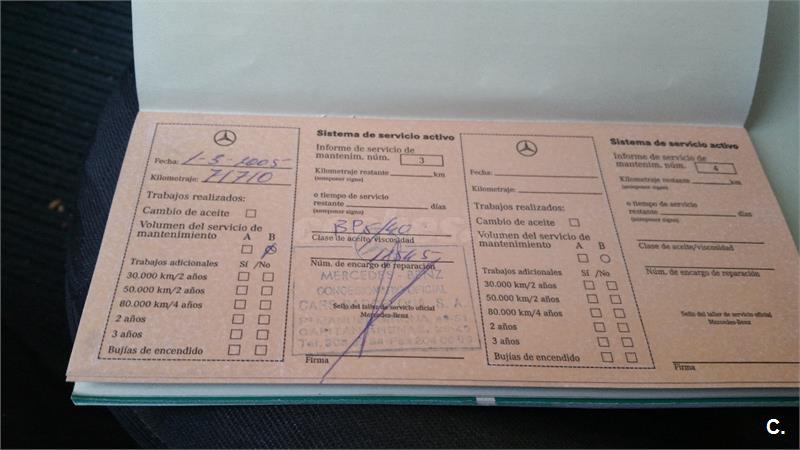 Fecha: 1-3-2005
Kilometraje: 71710
Trabajos realizados:
Cambio de aceite
Volumen del servicio de
mantenimiento A B
Trabajos adicionales Sí /No
30.000 km/2 años
50.000 km/2 años
80.000 km/4 años
2 años
3 años
Bujías de encendido
Sistema de servicio activo
Informe de servicio de
mantenim. núm. 3
Kilometraje restante km
(anteponer signo)
o tiempo de servicio
restante días
(anteponer signo)
BP 5/40
Clase de aceite/viscosidad
Núm. de encargo de reparación
MERCEDES BENZ
Sello del taller de servicio oficial
Mercedes-Benz
Firma
Fecha:
Kilometraje:
Trabajos realizados:
Cambio de aceite
Volumen del servicio de
mantenimiento A B
Trabajos adicionales Sí /No
30.000 km/2 años
50.000 km/2 años
80.000 km/4 años
2 años
3 años
Bujías de encendido
Sistema de servicio activo
Informe de servicio de
mantenim. núm. 4
Kilometraje restante km
(anteponer signo)
o tiempo de servicio
restante días
(anteponer signo)
Clase de aceite/viscosidad
Núm. de encargo de reparación
Sello del taller de servicio oficial
Mercedes-Benz
Firma
C.